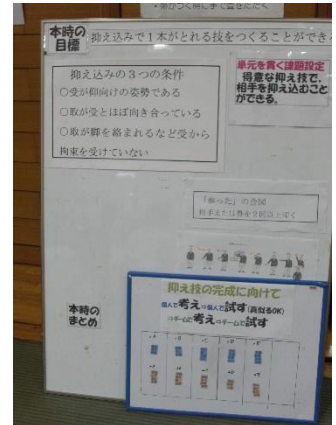 本時の
目標
抑え込みで1本がとれる技をつくることができる
抑え込みの3つの条件
○受が仰向けの姿勢である
○取が受とほぼ向き合っている
○取が脚を絡まれるなど受から
拘束を受けていない
単元を貫く課題設定
得意な抑え技で、
相手を抑え込むこと
ができる。
「参った」の合図
相手または畳を2回以上叩く
本時の
まとめ
抑え技の完成に向けて
個人で考え⇒個人で試す(真似るOK)
⇒チームで考え⇒チームで試す